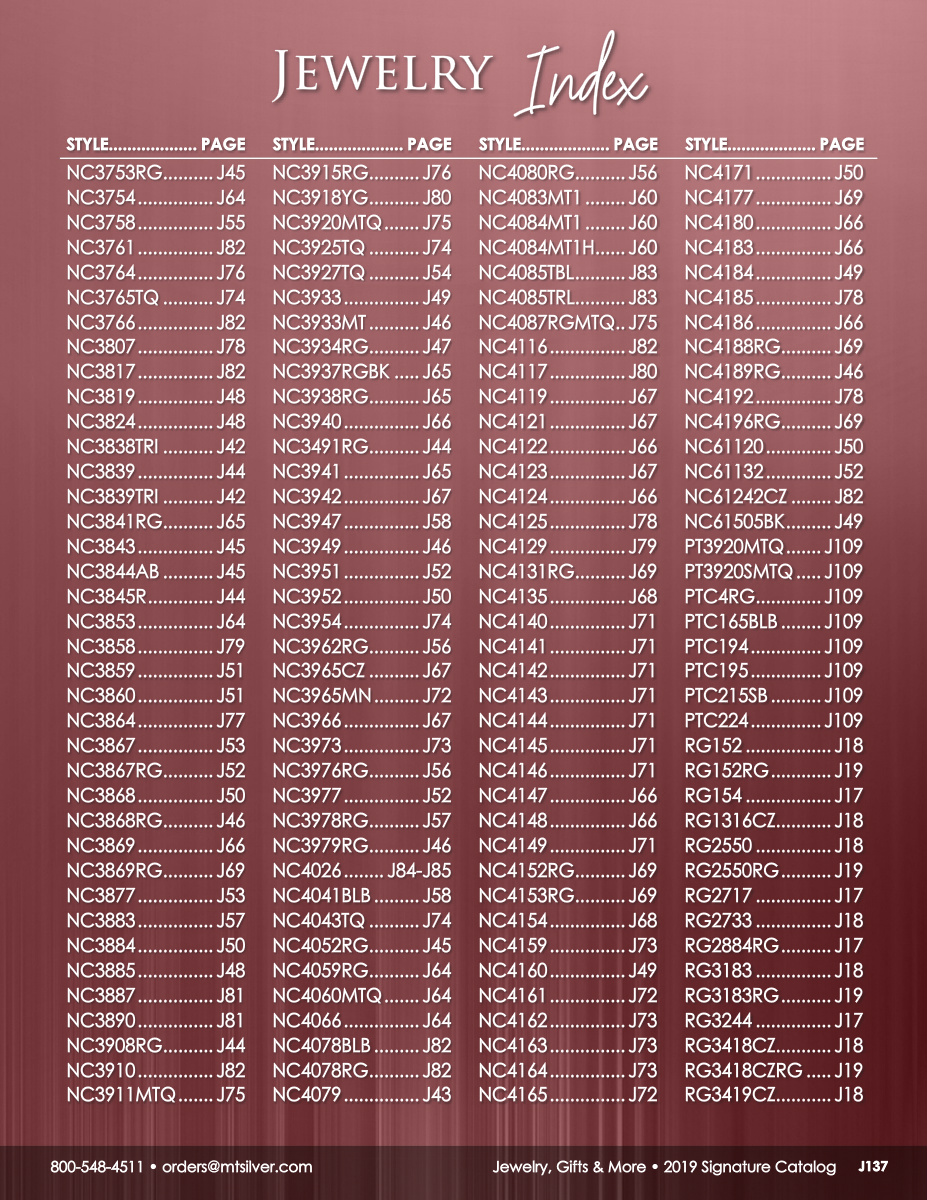 Jewelry Index
STYLE................... PAGE
NC3753RG.......... J45
NC3754............... J64
NC3758............... J55
NC3761............... J82
NC3764............... J76
NC3765TQ.......... J74
NC3766............... J82
NC3807............... J78
NC3817............... J82
NC3819............... J48
NC3824............... J48
NC3838TRI.......... J42
NC3839............... J44
NC3839TRI.......... J42
NC3841RG.......... J65
NC3843............... J45
NC3844AB.......... J45
NC3845R............. J44
NC3853............... J64
NC3858............... J79
NC3859............... J51
NC3860............... J51
NC3864............... J77
NC3867............... J53
NC3867RG.......... J52
NC3868............... J50
NC3868RG.......... J46
NC3869............... J66
NC3869RG.......... J69
NC3877............... J53
NC3883............... J57
NC3884............... J50
NC3885............... J48
NC3887............... J81
NC3890............... J81
NC3908RG.......... J44
NC3910............... J82
NC3911MTQ....... J75
STYLE................... PAGE
NC3915RG.......... J76
NC3918YG.......... J80
NC3920MTQ....... J75
NC3925TQ.......... J74
NC3927TQ.......... J54
NC3933............... J49
NC3933MT.......... J46
NC3934RG.......... J47
NC3937RGBK ..... J65
NC3938RG.......... J65
NC3940............... J66
NC3491RG.......... J44
NC3941............... J65
NC3942............... J67
NC3947............... J58
NC3949............... J46
NC3951............... J52
NC3952............... J50
NC3954............... J74
NC3962RG.......... J56
NC3965CZ.......... J67
NC3965MN.......... J72
NC3966............... J67
NC3973............... J73
NC3976RG.......... J56
NC3977............... J52
NC3978RG.......... J57
NC3979RG.......... J46
NC4026........ J84-J85
NC4041BLB......... J58
NC4043TQ.......... J74
NC4052RG.......... J45
NC4059RG.......... J64
NC4060MTQ....... J64
NC4066............... J64
NC4078BLB......... J82
NC4078RG.......... J82
NC4079............... J43
STYLE................... PAGE
NC4080RG.......... J56
NC4083MT1 ........ J60
NC4084MT1 ........ J60
NC4084MT1H...... J60
NC4085TBL.......... J83
NC4085TRL.......... J83
NC4087RGMTQ.. J75
NC4116............... J82
NC4117............... J80
NC4119............... J67
NC4121............... J67
NC4122............... J66
NC4123............... J67
NC4124............... J66
NC4125............... J78
NC4129............... J79
NC4131RG.......... J69
NC4135............... J68
NC4140............... J71
NC4141............... J71
NC4142............... J71
NC4143............... J71
NC4144............... J71
NC4145............... J71
NC4146............... J71
NC4147............... J66
NC4148............... J66
NC4149............... J71
NC4152RG.......... J69
NC4153RG.......... J69
NC4154............... J68
NC4159............... J73
NC4160............... J49
NC4161............... J72
NC4162............... J73
NC4163............... J73
NC4164............... J73
NC4165............... J72
STYLE................... PAGE
NC4171............... J50
NC4177............... J69
NC4180............... J66
NC4183............... J66
NC4184............... J49
NC4185............... J78
NC4186............... J66
NC4188RG.......... J69
NC4189RG.......... J46
NC4192............... J78
NC4196RG.......... J69
NC61120............. J50
NC61132............. J52
NC61242CZ........ J82
NC61505BK......... J49
PT3920MTQ....... J109
PT3920SMTQ ..... J109
PTC4RG............. J109
PTC165BLB........ J109
PTC194.............. J109
PTC195.............. J109
PTC215SB.......... J109
PTC224.............. J109
RG152................. J18
RG152RG............ J19
RG154................. J17
RG1316CZ........... J18
RG2550............... J18
RG2550RG.......... J19
RG2717............... J17
RG2733............... J18
RG2884RG.......... J17
RG3183............... J18
RG3183RG.......... J19
RG3244............... J17
RG3418CZ........... J18
RG3418CZRG ..... J19
RG3419CZ........... J18
800-548-4511 • orders@mtsilver.com
Jewelry, Gifts & More • 2019 Signature Catalog J137